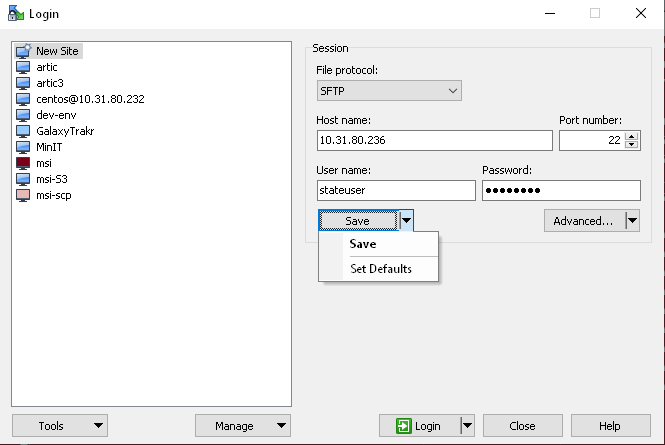 Login
New Site
artic
artic3
centos@10.31.80.232
dev-env
GalaxyTrakr
MinIT
msi
msi-S3
msi-scp
Session
File protocol:
SFTP
Host name: Port number:
10.31.80.236 22
User name: Password:
stateuser ●●●●●●●●
Save Advanced...
Save
Set Defaults
Tools Manage Login Close Help